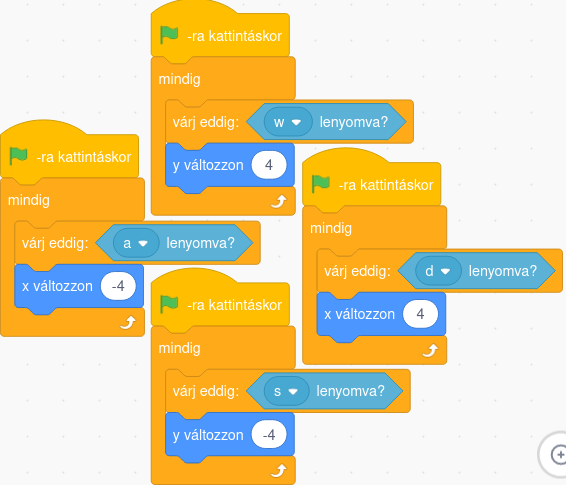 -ra kattintáskor
mindig
várj eddig: w lenyomva?
y változzon 4
-ra kattintáskor
mindig
várj eddig: a lenyomva?
x változzon -4
-ra kattintáskor
mindig
várj eddig: d lenyomva?
x változzon 4
-ra kattintáskor
mindig
várj eddig: s lenyomva?
y változzon -4